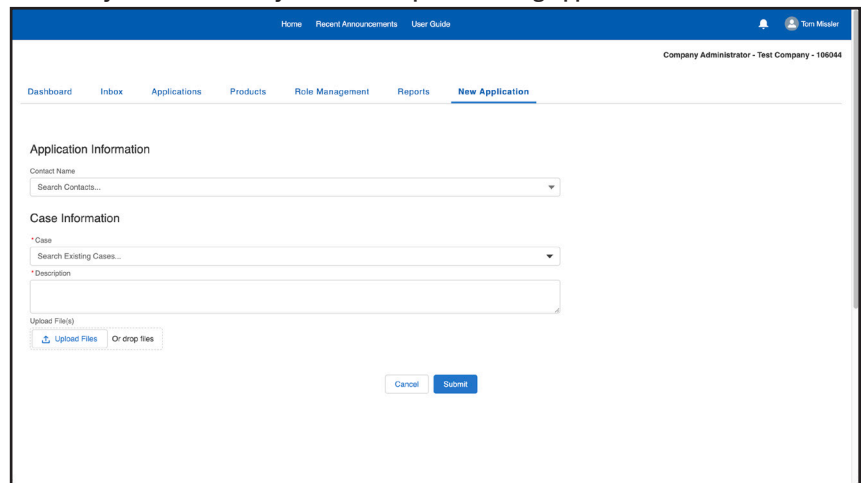 Home Recent Announcements User Guide Tom Missler
Company Administrator - Test Company - 106044
Dashboard Inbox Applications Products Role Management Reports New Application
Application Information
Contact Name
Search Contacts...
Case Information
*Case
Search Existing Cases...
*Description
Upload File(s)
Upload Files Or drop files
Cancel Submit